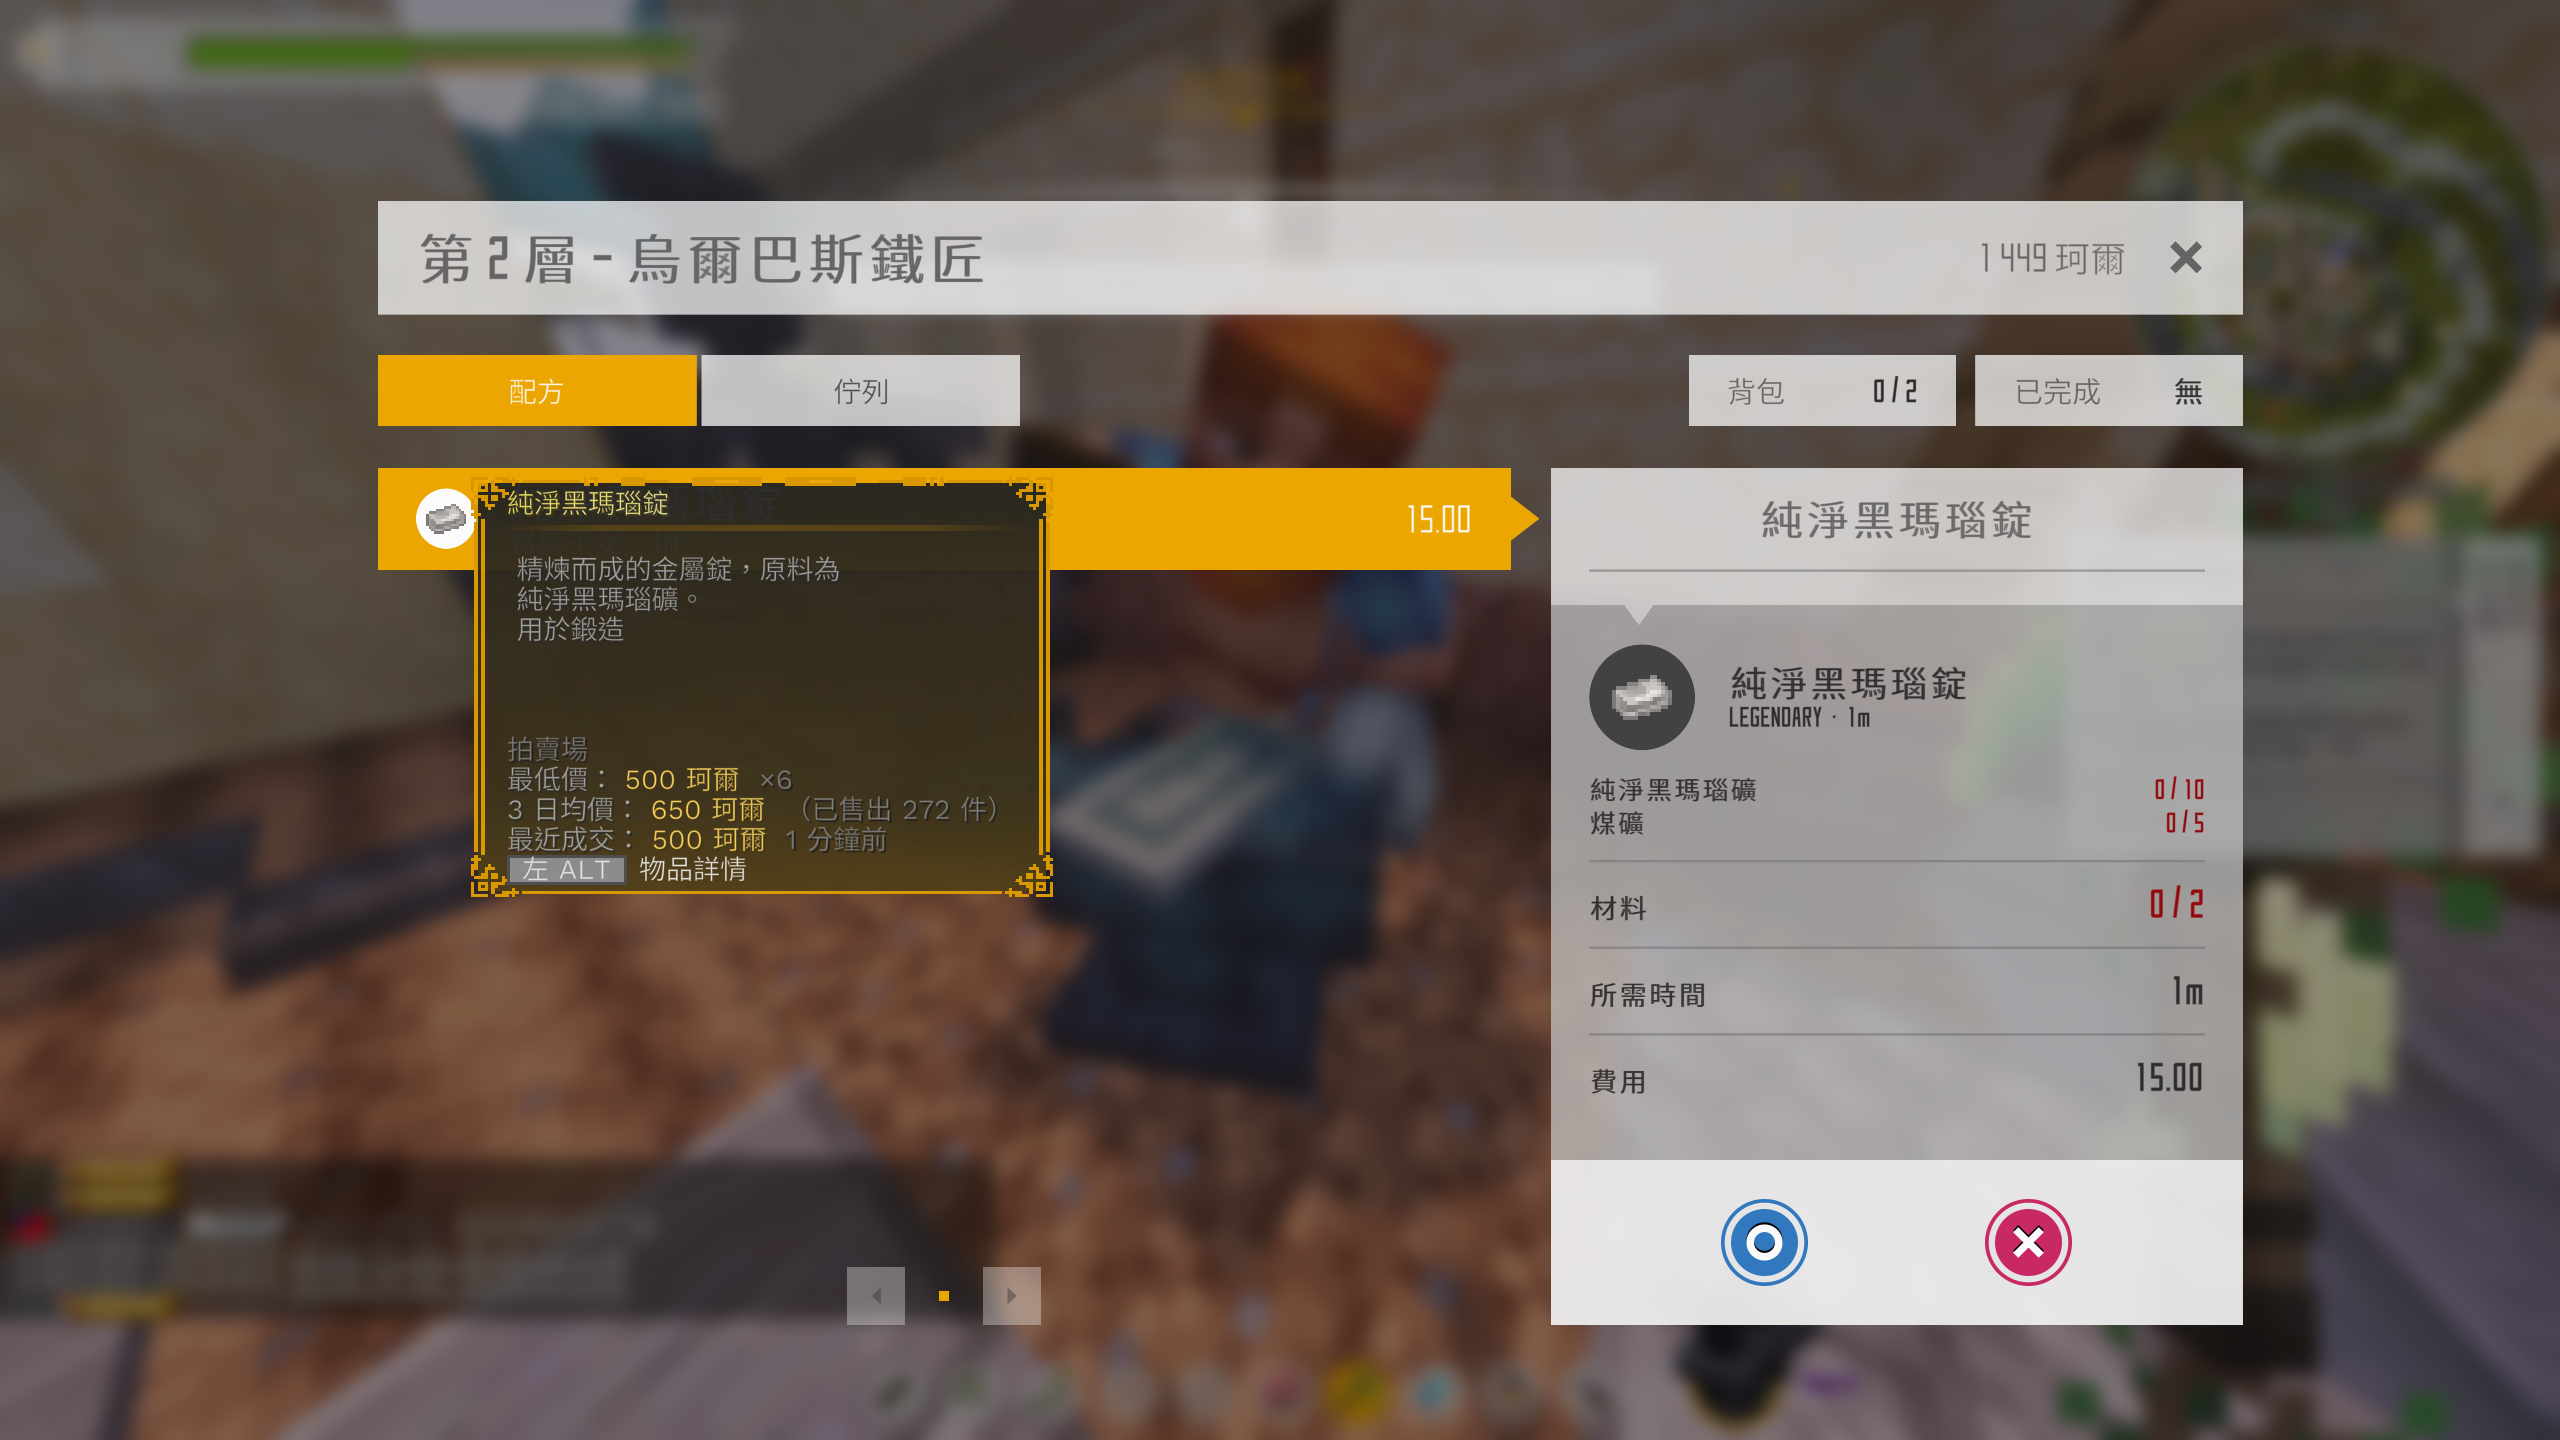 第2層-烏爾巴斯鐵匠
1 449 珂爾
配方
佇列
背包 0/2
已完成 無
15.00
純淨黑瑪瑙錠
精煉而成的金屬錠，原料為
純淨黑瑪瑙礦。
用於鍛造
拍賣場
最低價： 500 珂爾 ×6
3 日均價： 650 珂爾 （已售出 272 件）
最近成交： 500 珂爾 1 分鐘前
左 ALT 物品詳情
純淨黑瑪瑙錠
純淨黑瑪瑙錠
LEGENDARY · 1m
純淨黑瑪瑙礦 0/10
煤礦 0/5
材料 0/2
所需時間 1m
費用 15.00